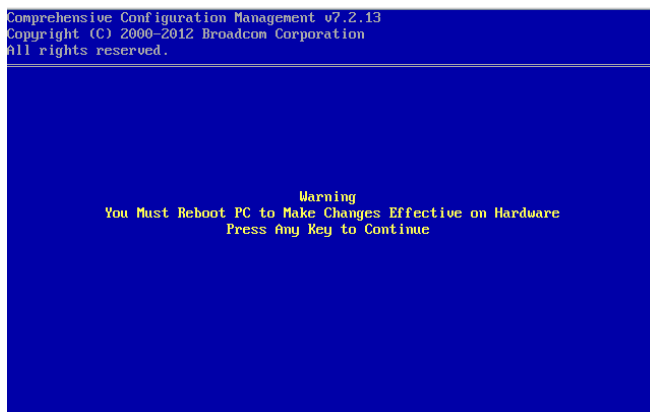 Comprehensive Configuration Management v7.2.13
Copyright (C) 2000-2012 Broadcom Corporation
All rights reserved.
Warning
You Must Reboot PC to Make Changes Effective on Hardware
Press Any Key to Continue